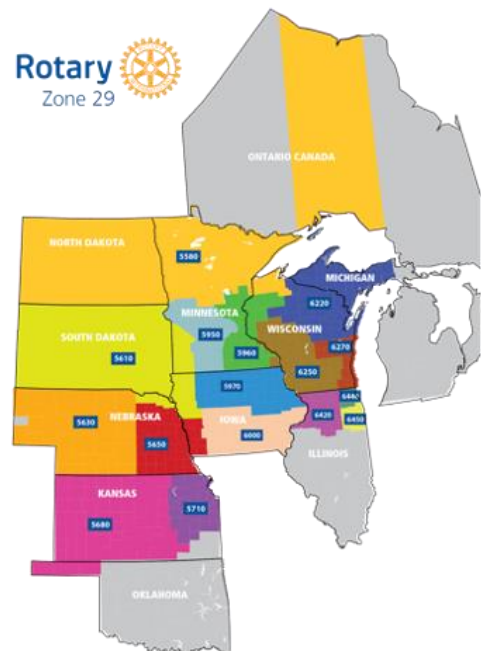 Rotary
Zone 29
ONTARIO CANADA
NORTH DAKOTA
5580
MICHIGAN
6220
MINNESOTA
5950
WISCONSIN
SOUTH DAKOTA
5610
5960
6270
6250
5970
6440
NEBRASKA
5630
5650
IOWA
6000
6420
6450
ILLINOIS
KANSAS
5680
5710
OKLAHOMA